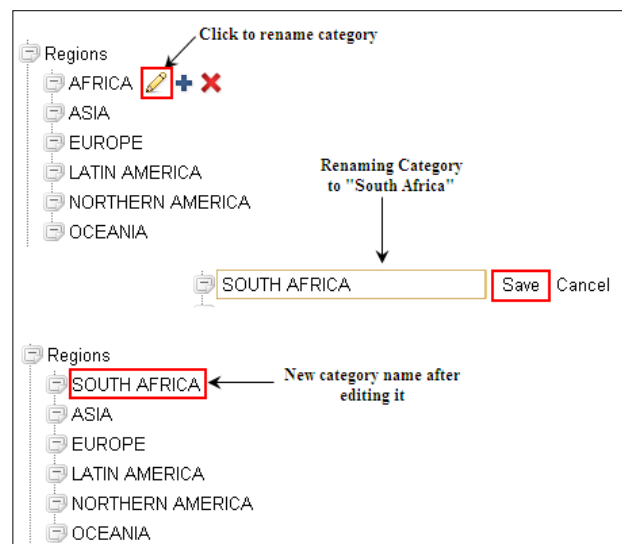 Click to rename category
Regions
AFRICA
ASIA
EUROPE
LATIN AMERICA
NORTHERN AMERICA
OCEANIA
Renaming Category
to "South Africa"
SOUTH AFRICA Save Cancel
Regions
SOUTH AFRICA
New category name after
editing it
ASIA
EUROPE
LATIN AMERICA
NORTHERN AMERICA
OCEANIA